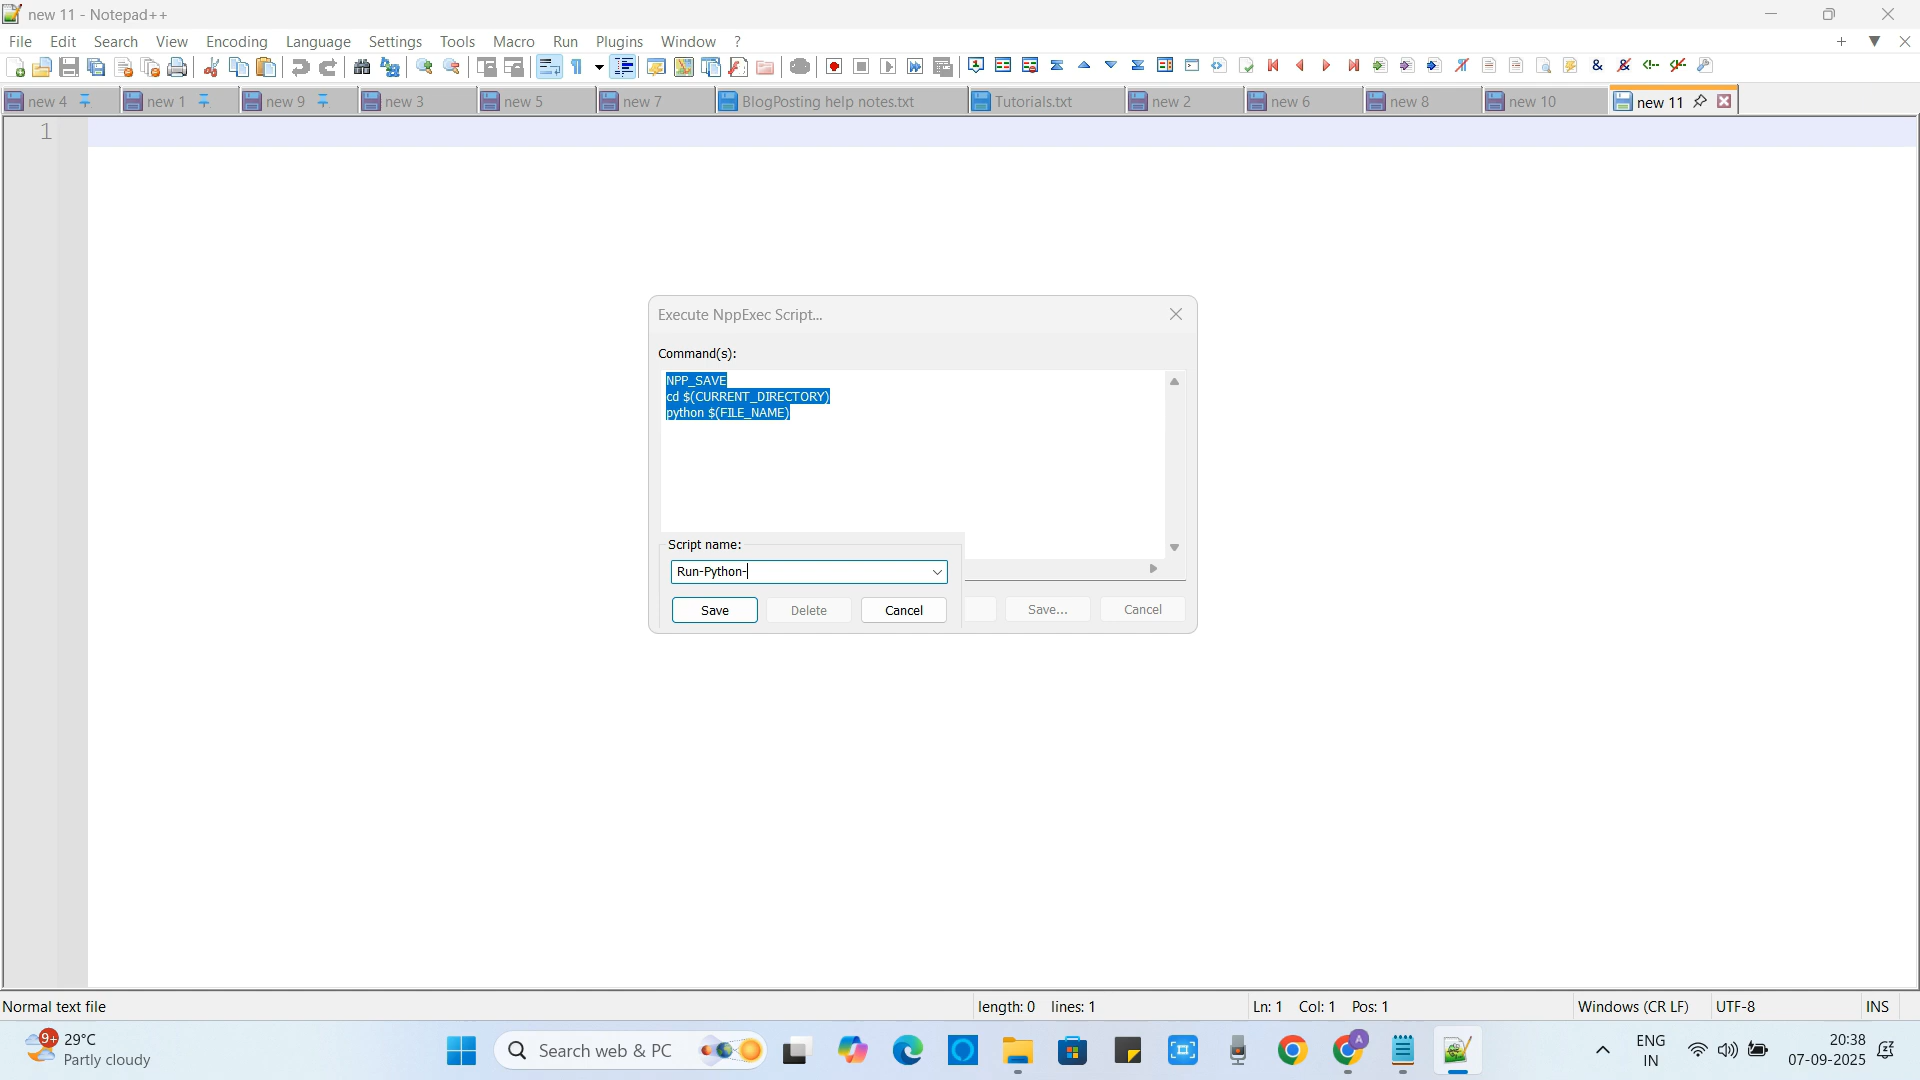 new 11 - Notepad++
File Edit Search View Encoding Language Settings Tools Macro Run Plugins Window ?
new 4 new 1 new 9 new 3 new 5 new 7 BlogPosting help notes.txt Tutorials.txt new 2 new 6 new 8 new 10 new 11
1
Execute NppExec Script...
Command(s):
NPP_SAVE
cd $(CURRENT_DIRECTORY)
python $(FILE_NAME)
Script name:
Run-Python-
Save Delete Cancel Save... Cancel
Normal text file length: 0 lines: 1 Ln: 1 Col: 1 Pos: 1 Windows (CR LF) UTF-8 INS
9+ 29°C
Partly cloudy
Search web & PC
A
ENG
IN
20:38
07-09-2025